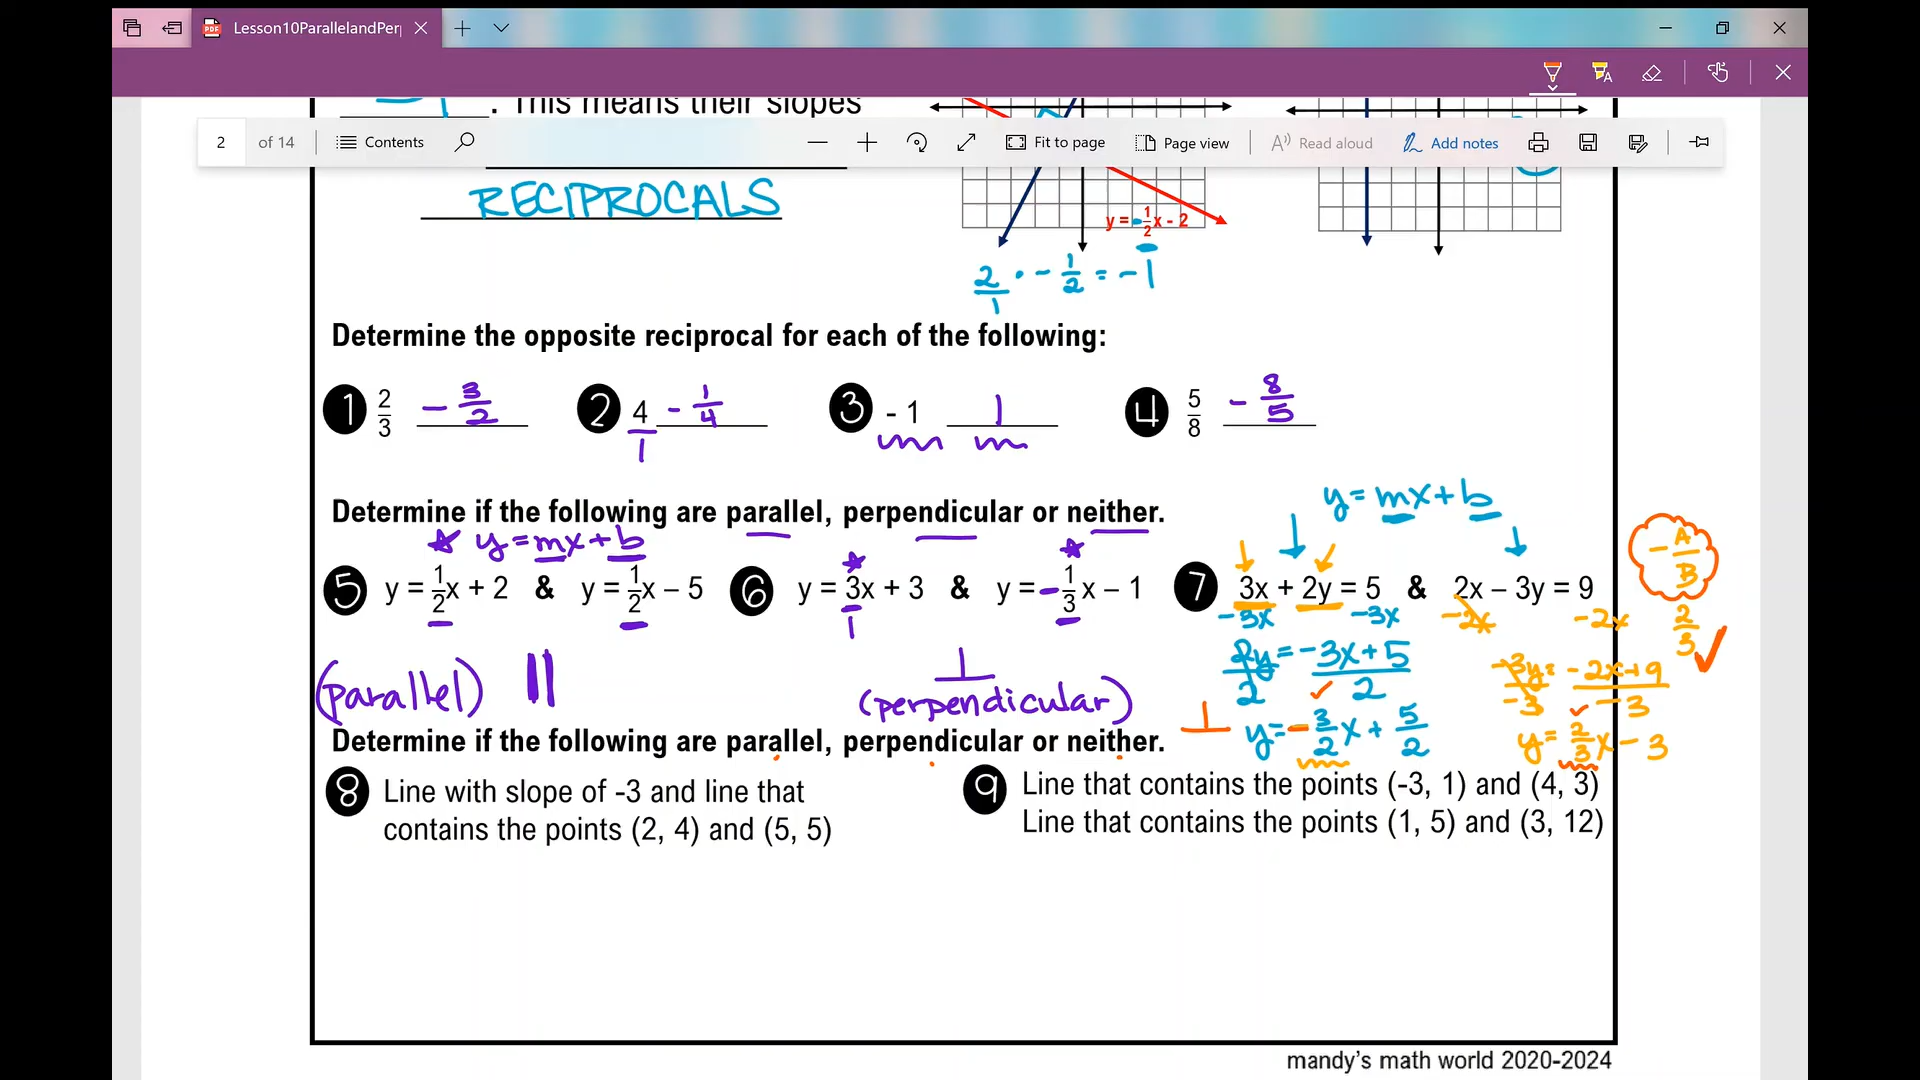 Lesson10ParallelandPer
PDF
2 of 14 Contents Fit to page Page view Read aloud Add notes
. This means their slopes
RECIPROCALS
y = -1/2x - 2
2/1 · - 1/2 = -1
Determine the opposite reciprocal for each of the following:
1 2/3 - 3/2 2 4/1 - 1/4 3 - 1 1 4 5/8 - 8/5
y = mx + b
Determine if the following are parallel, perpendicular or neither.
y = mx + b
- A/B
5 y = 1/2x + 2 & y = 1/2x – 5 6 y = 3x + 3 & y = - 1/3x – 1 7 3x + 2y = 5 & 2x – 3y = 9
1
-3x -3x -2x -2x 2/3
2y/2 = -3x + 5/2 -3y/-3 = -2x + 9/-3
(parallel) || ⊥
(perpendicular)
⊥ y = - 3/2x + 5/2 y = 2/3x - 3
Determine if the following are parallel, perpendicular or neither.
8 Line with slope of -3 and line that
contains the points (2, 4) and (5, 5)
9 Line that contains the points (-3, 1) and (4, 3)
Line that contains the points (1, 5) and (3, 12)
mandy's math world 2020-2024